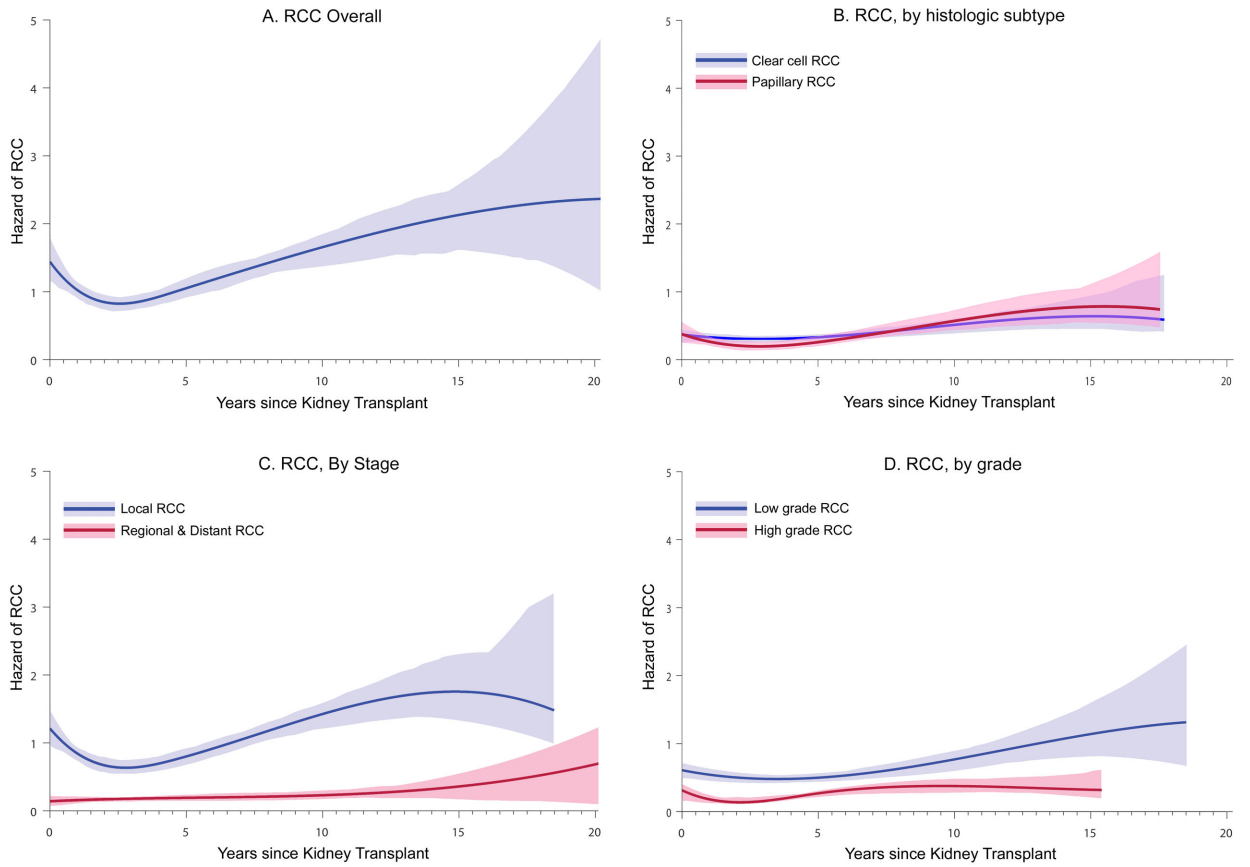 A. RCC Overall
5
4
3
2
1
0
Hazard of RCC
0 5 10 15 20
Years since Kidney Transplant
B. RCC, by histologic subtype
Clear cell RCC
Papillary RCC
5
4
3
2
1
0
Hazard of RCC
0 5 10 15 20
Years since Kidney Transplant
C. RCC, By Stage
Local RCC
Regional & Distant RCC
5
4
3
2
1
0
Hazard of RCC
0 5 10 15 20
Years since Kidney Transplant
D. RCC, by grade
Low grade RCC
High grade RCC
5
4
3
2
1
0
Hazard of RCC
0 5 10 15 20
Years since Kidney Transplant